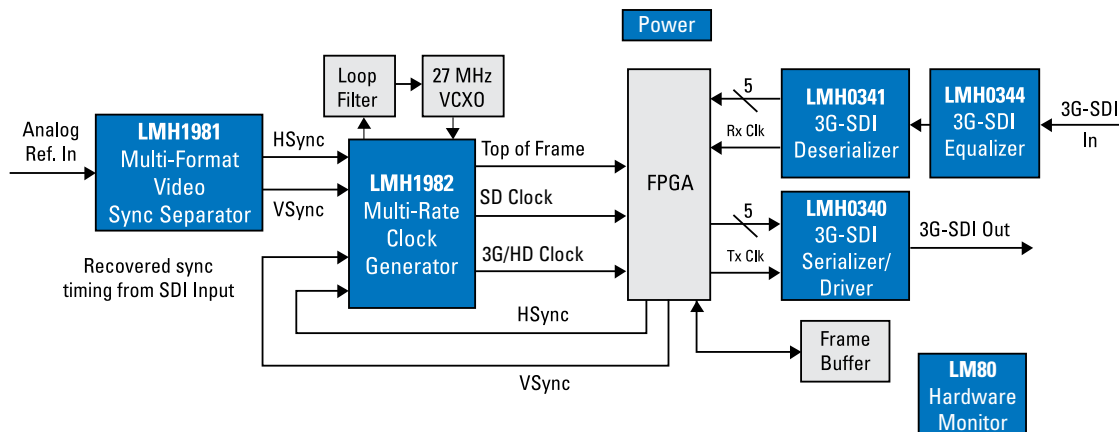 Power
Loop
Filter
27 MHz
VCXO
Analog
Ref. In
LMH1981
Multi-Format
Video
Sync Separator
HSync
VSync
LMH1982
Multi-Rate
Clock
Generator
Top of Frame
SD Clock
3G/HD Clock
FPGA
5
Rx Clk
LMH0341
3G-SDI
Deserializer
LMH0344
3G-SDI
Equalizer
3G-SDI
In
5
Tx Clk
LMH0340
3G-SDI
Serializer/
Driver
3G-SDI Out
Recovered sync
timing from SDI Input
HSync
VSync
Frame
Buffer
LM80
Hardware
Monitor